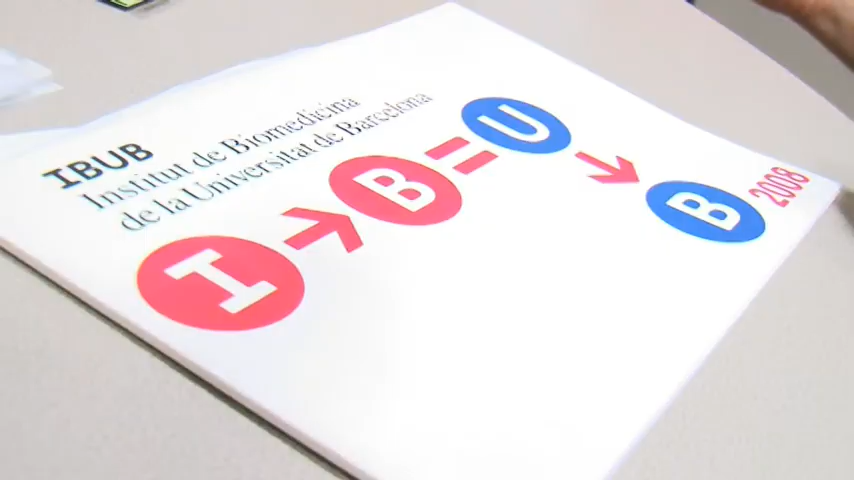 IBUB
Institut de Biomedicina
de la Universitat de Barcelona
I → B = U → B
2008